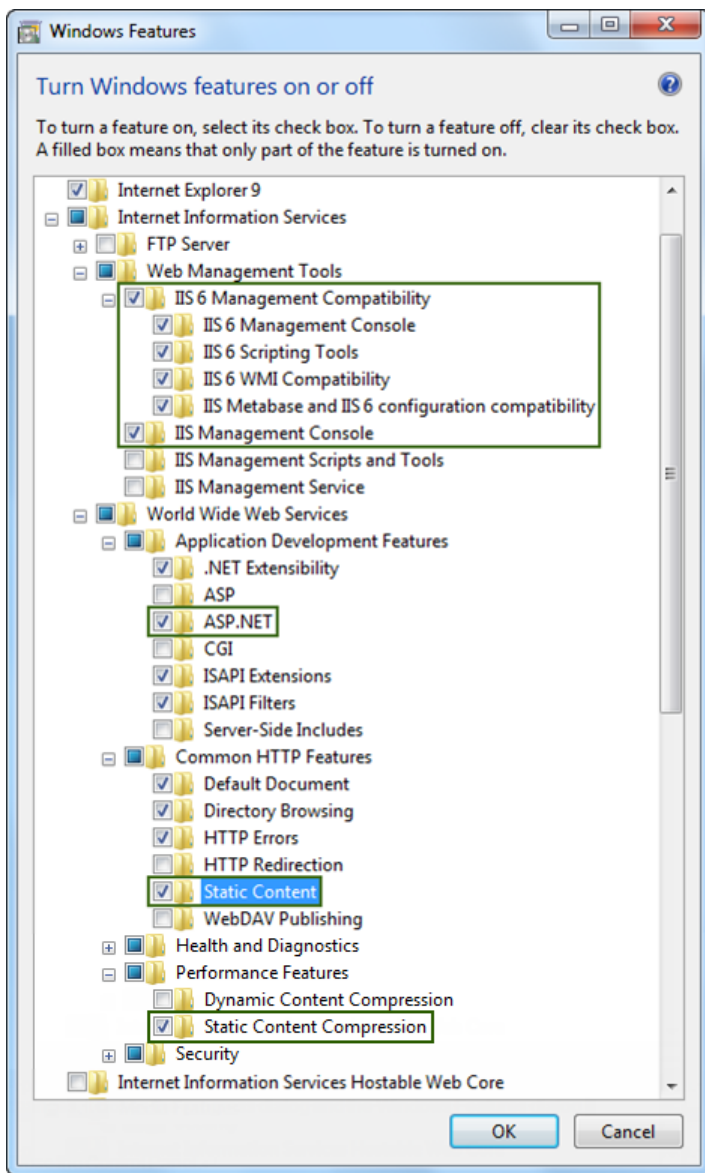 Windows Features
Turn Windows features on or off
To turn a feature on, select its check box. To turn a feature off, clear its check box.
A filled box means that only part of the feature is turned on.
Internet Explorer 9
Internet Information Services
FTP Server
Web Management Tools
IIS 6 Management Compatibility
IIS 6 Management Console
IIS 6 Scripting Tools
IIS 6 WMI Compatibility
IIS Metabase and IIS 6 configuration compatibility
IIS Management Console
IIS Management Scripts and Tools
IIS Management Service
World Wide Web Services
Application Development Features
.NET Extensibility
ASP
ASP.NET
CGI
ISAPI Extensions
ISAPI Filters
Server-Side Includes
Common HTTP Features
Default Document
Directory Browsing
HTTP Errors
HTTP Redirection
Static Content
WebDAV Publishing
Health and Diagnostics
Performance Features
Dynamic Content Compression
Static Content Compression
Security
Internet Information Services Hostable Web Core
OK Cancel